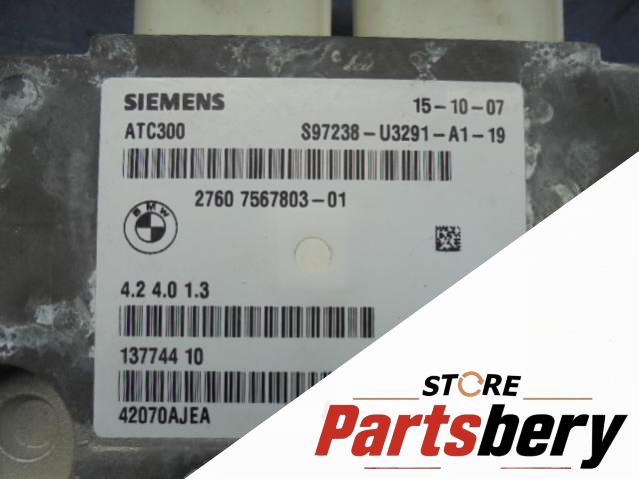 SIEMENS 15-10-07
ATC300 S97238-U3291-A1-19
BMW
2760 7567803-01
4.2 4.0 1.3
137744 10
42070AJEA
STORE
Partsbery